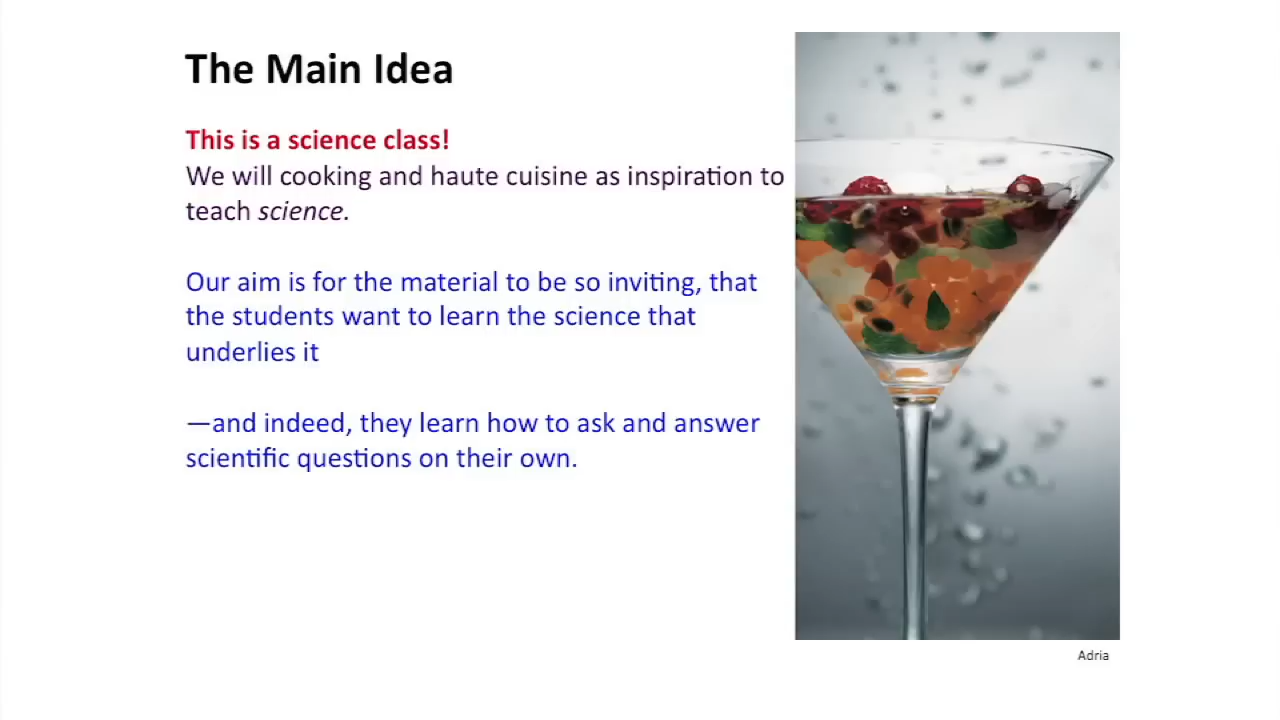 The Main Idea
This is a science class!
We will cooking and haute cuisine as inspiration to
teach science.
Our aim is for the material to be so inviting, that
the students want to learn the science that
underlies it
—and indeed, they learn how to ask and answer
scientific questions on their own.
Adria